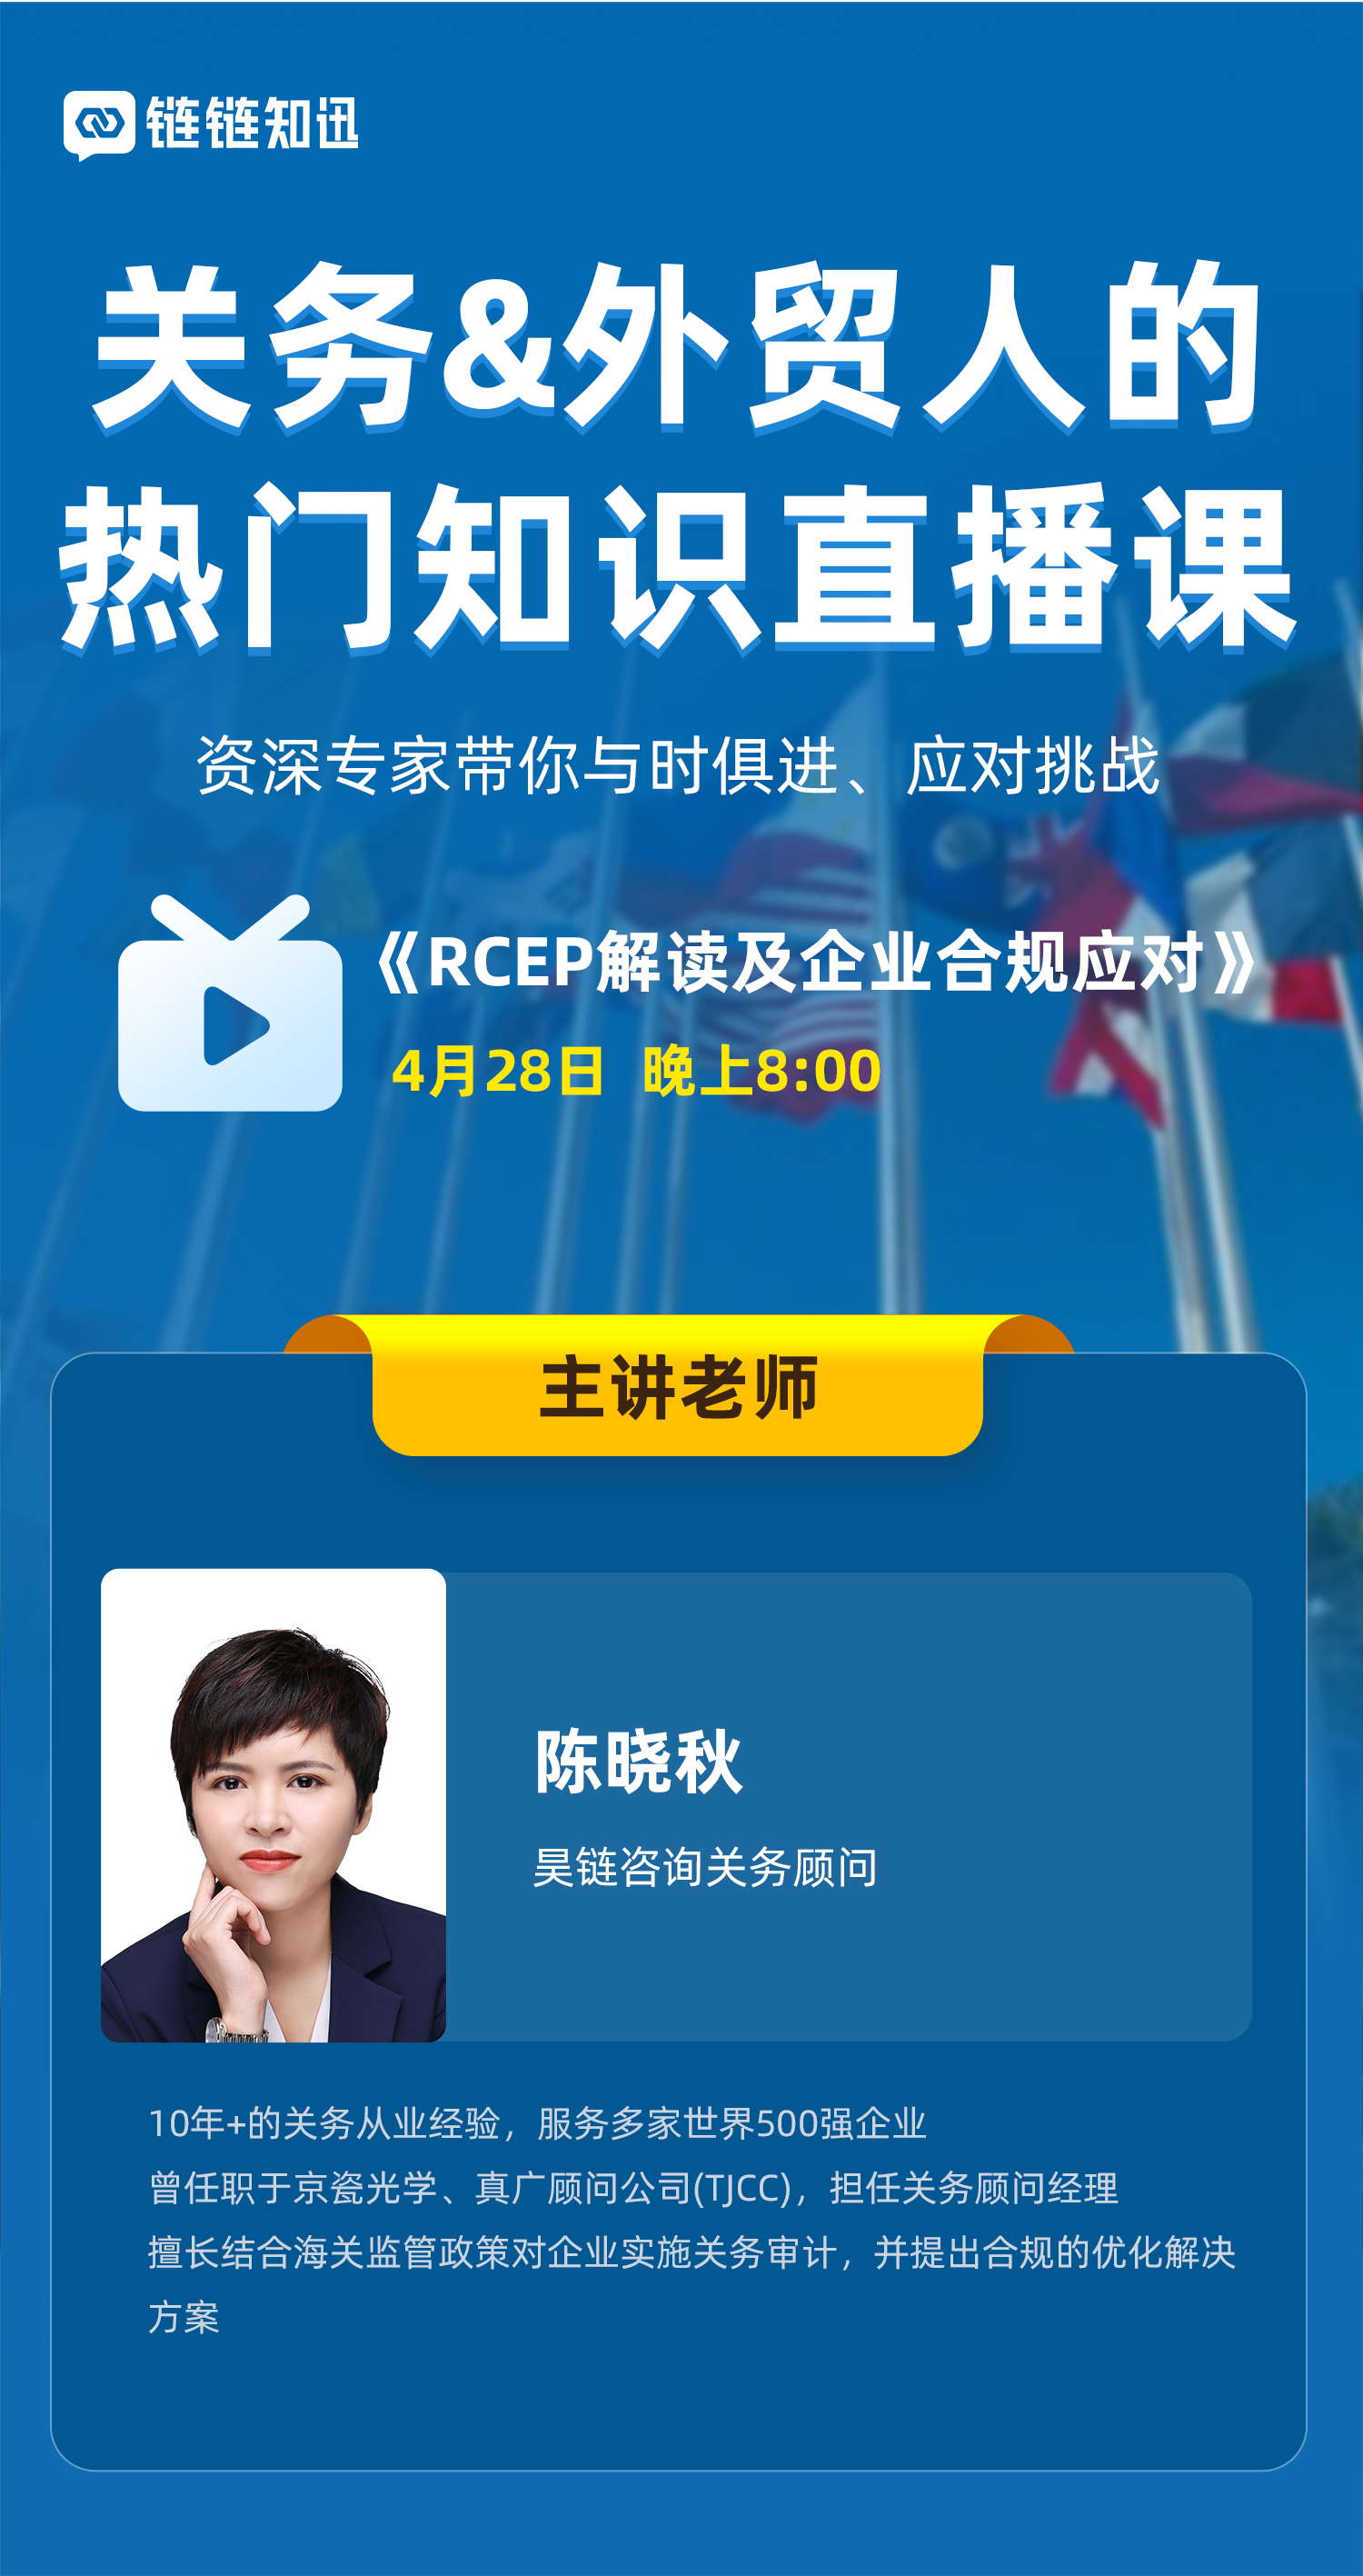 链链知迅
关务&外贸人的
热门知识直播课
资深专家带你与时俱进、应对挑战
《RCEP解读及企业合规应对》
4月28日 晚上8:00
主讲老师
陈晓秋
昊链咨询关务顾问
10年+的关务从业经验，服务多家世界500强企业
曾任职于京瓷光学、真广顾问公司(TJCC)，担任关务顾问经理
擅长结合海关监管政策对企业实施关务审计，并提出合规的优化解决
方案